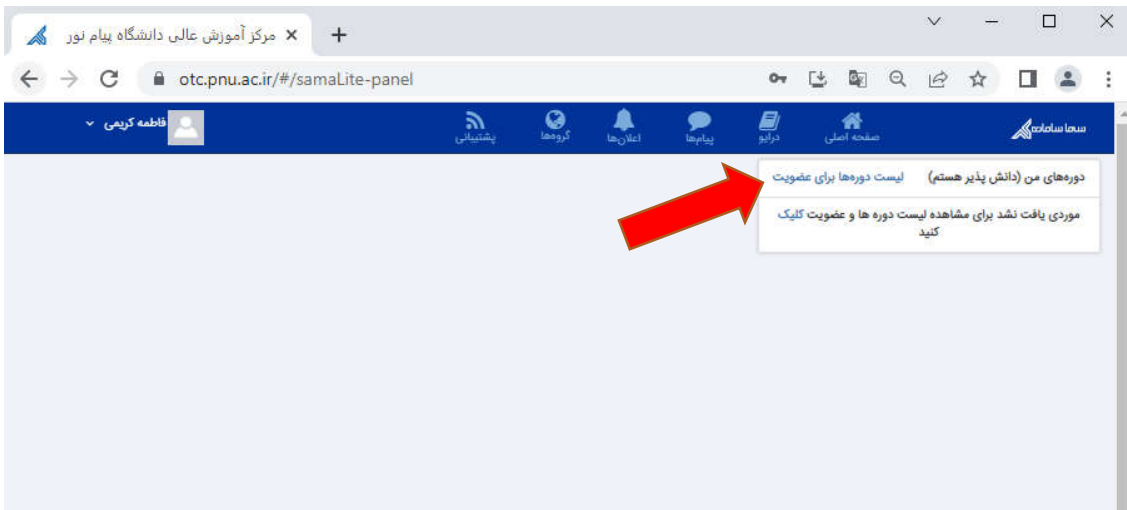 مرکز آموزش عالی دانشگاه پیام نور
otc.pnu.ac.ir/#/samaLite-panel
سما سامانه
صفحه اصلی
درایو
پیام‌ها
اعلان‌ها
گروه‌ها
پشتیبانی
فاطمه کریمی
دوره‌های من (دانش پذیر هستم) لیست دوره‌ها برای عضویت
موردی یافت نشد برای مشاهده لیست دوره ها و عضویت کلیک
کنید